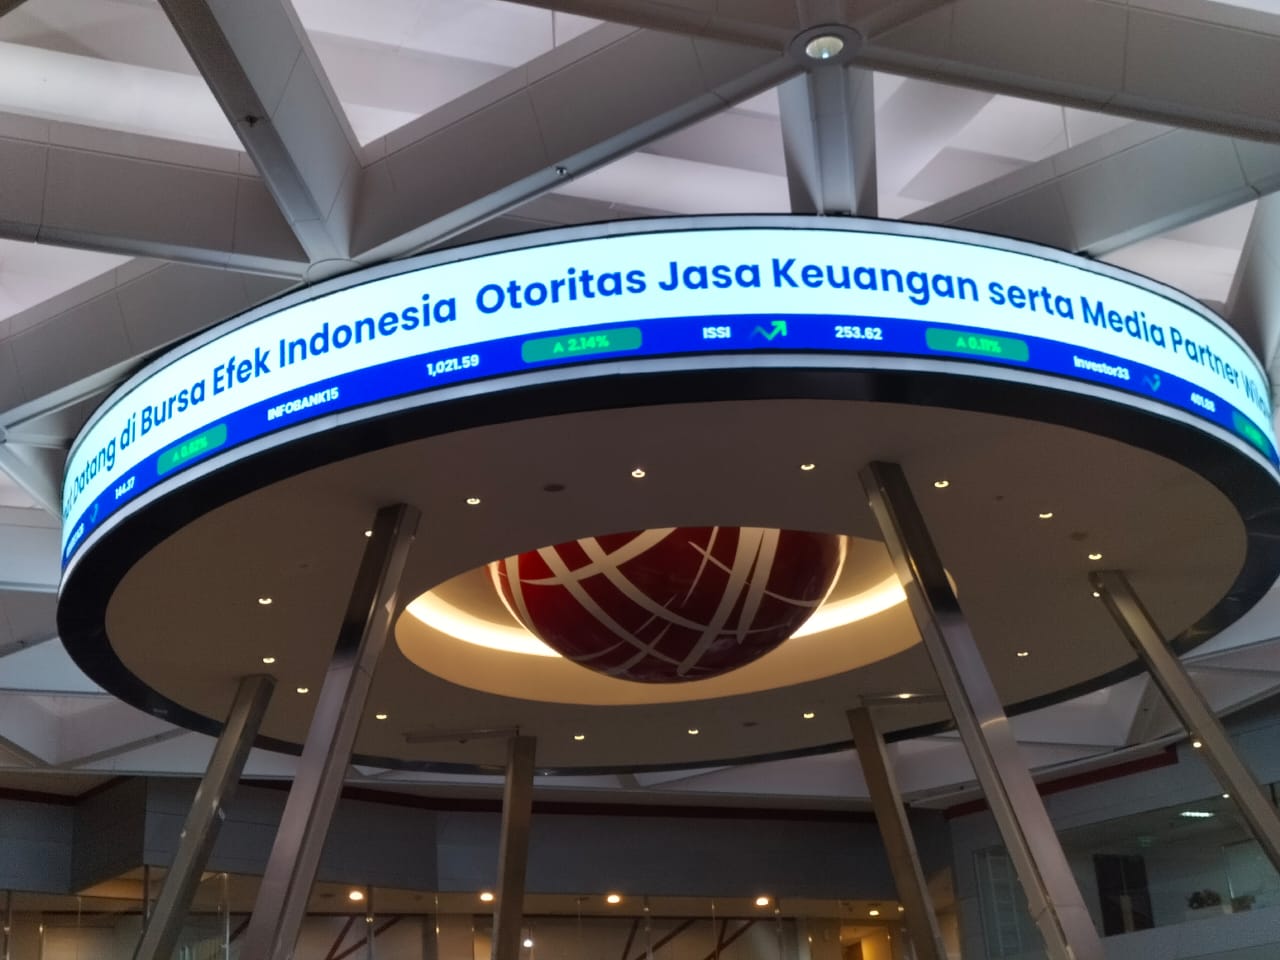 Datang di Bursa Efek Indonesia Otoritas Jasa Keuangan serta Media Partner
144.17 INFOBANK15 1,021.59 2.14% ISSI 253.62 0.11% Investor33